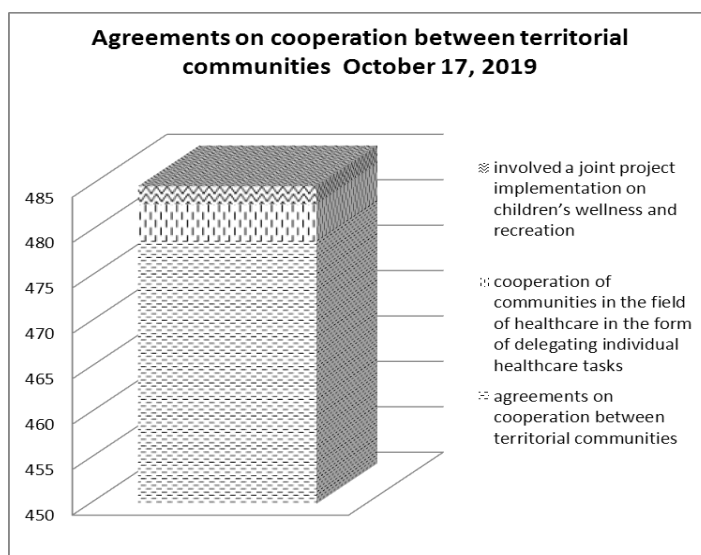 Agreements on cooperation between territorial
communities October 17, 2019
485
480
475
470
465
460
455
450
involved a joint project
implementation on
children's wellness and
recreation
cooperation of
communities in the field
of healthcare in the form
of delegating individual
healthcare tasks
agreements on
cooperation between
territorial communities